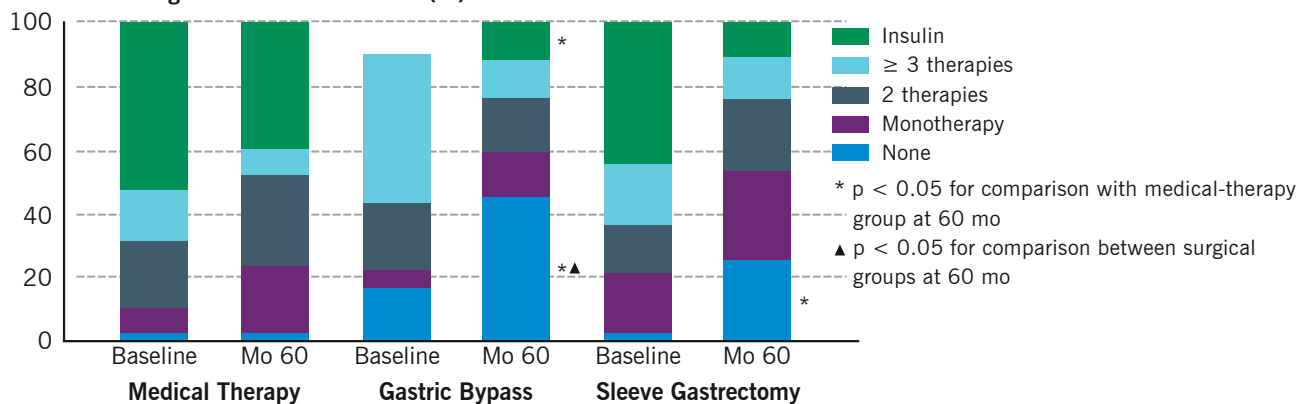 100
80
60
40
20
0
Baseline Mo 60 Baseline Mo 60 Baseline Mo 60
Medical Therapy Gastric Bypass Sleeve Gastrectomy
*
*▲
*
Insulin
≥ 3 therapies
2 therapies
Monotherapy
None
* p < 0.05 for comparison with medical-therapy
group at 60 mo
▲ p < 0.05 for comparison between surgical
groups at 60 mo